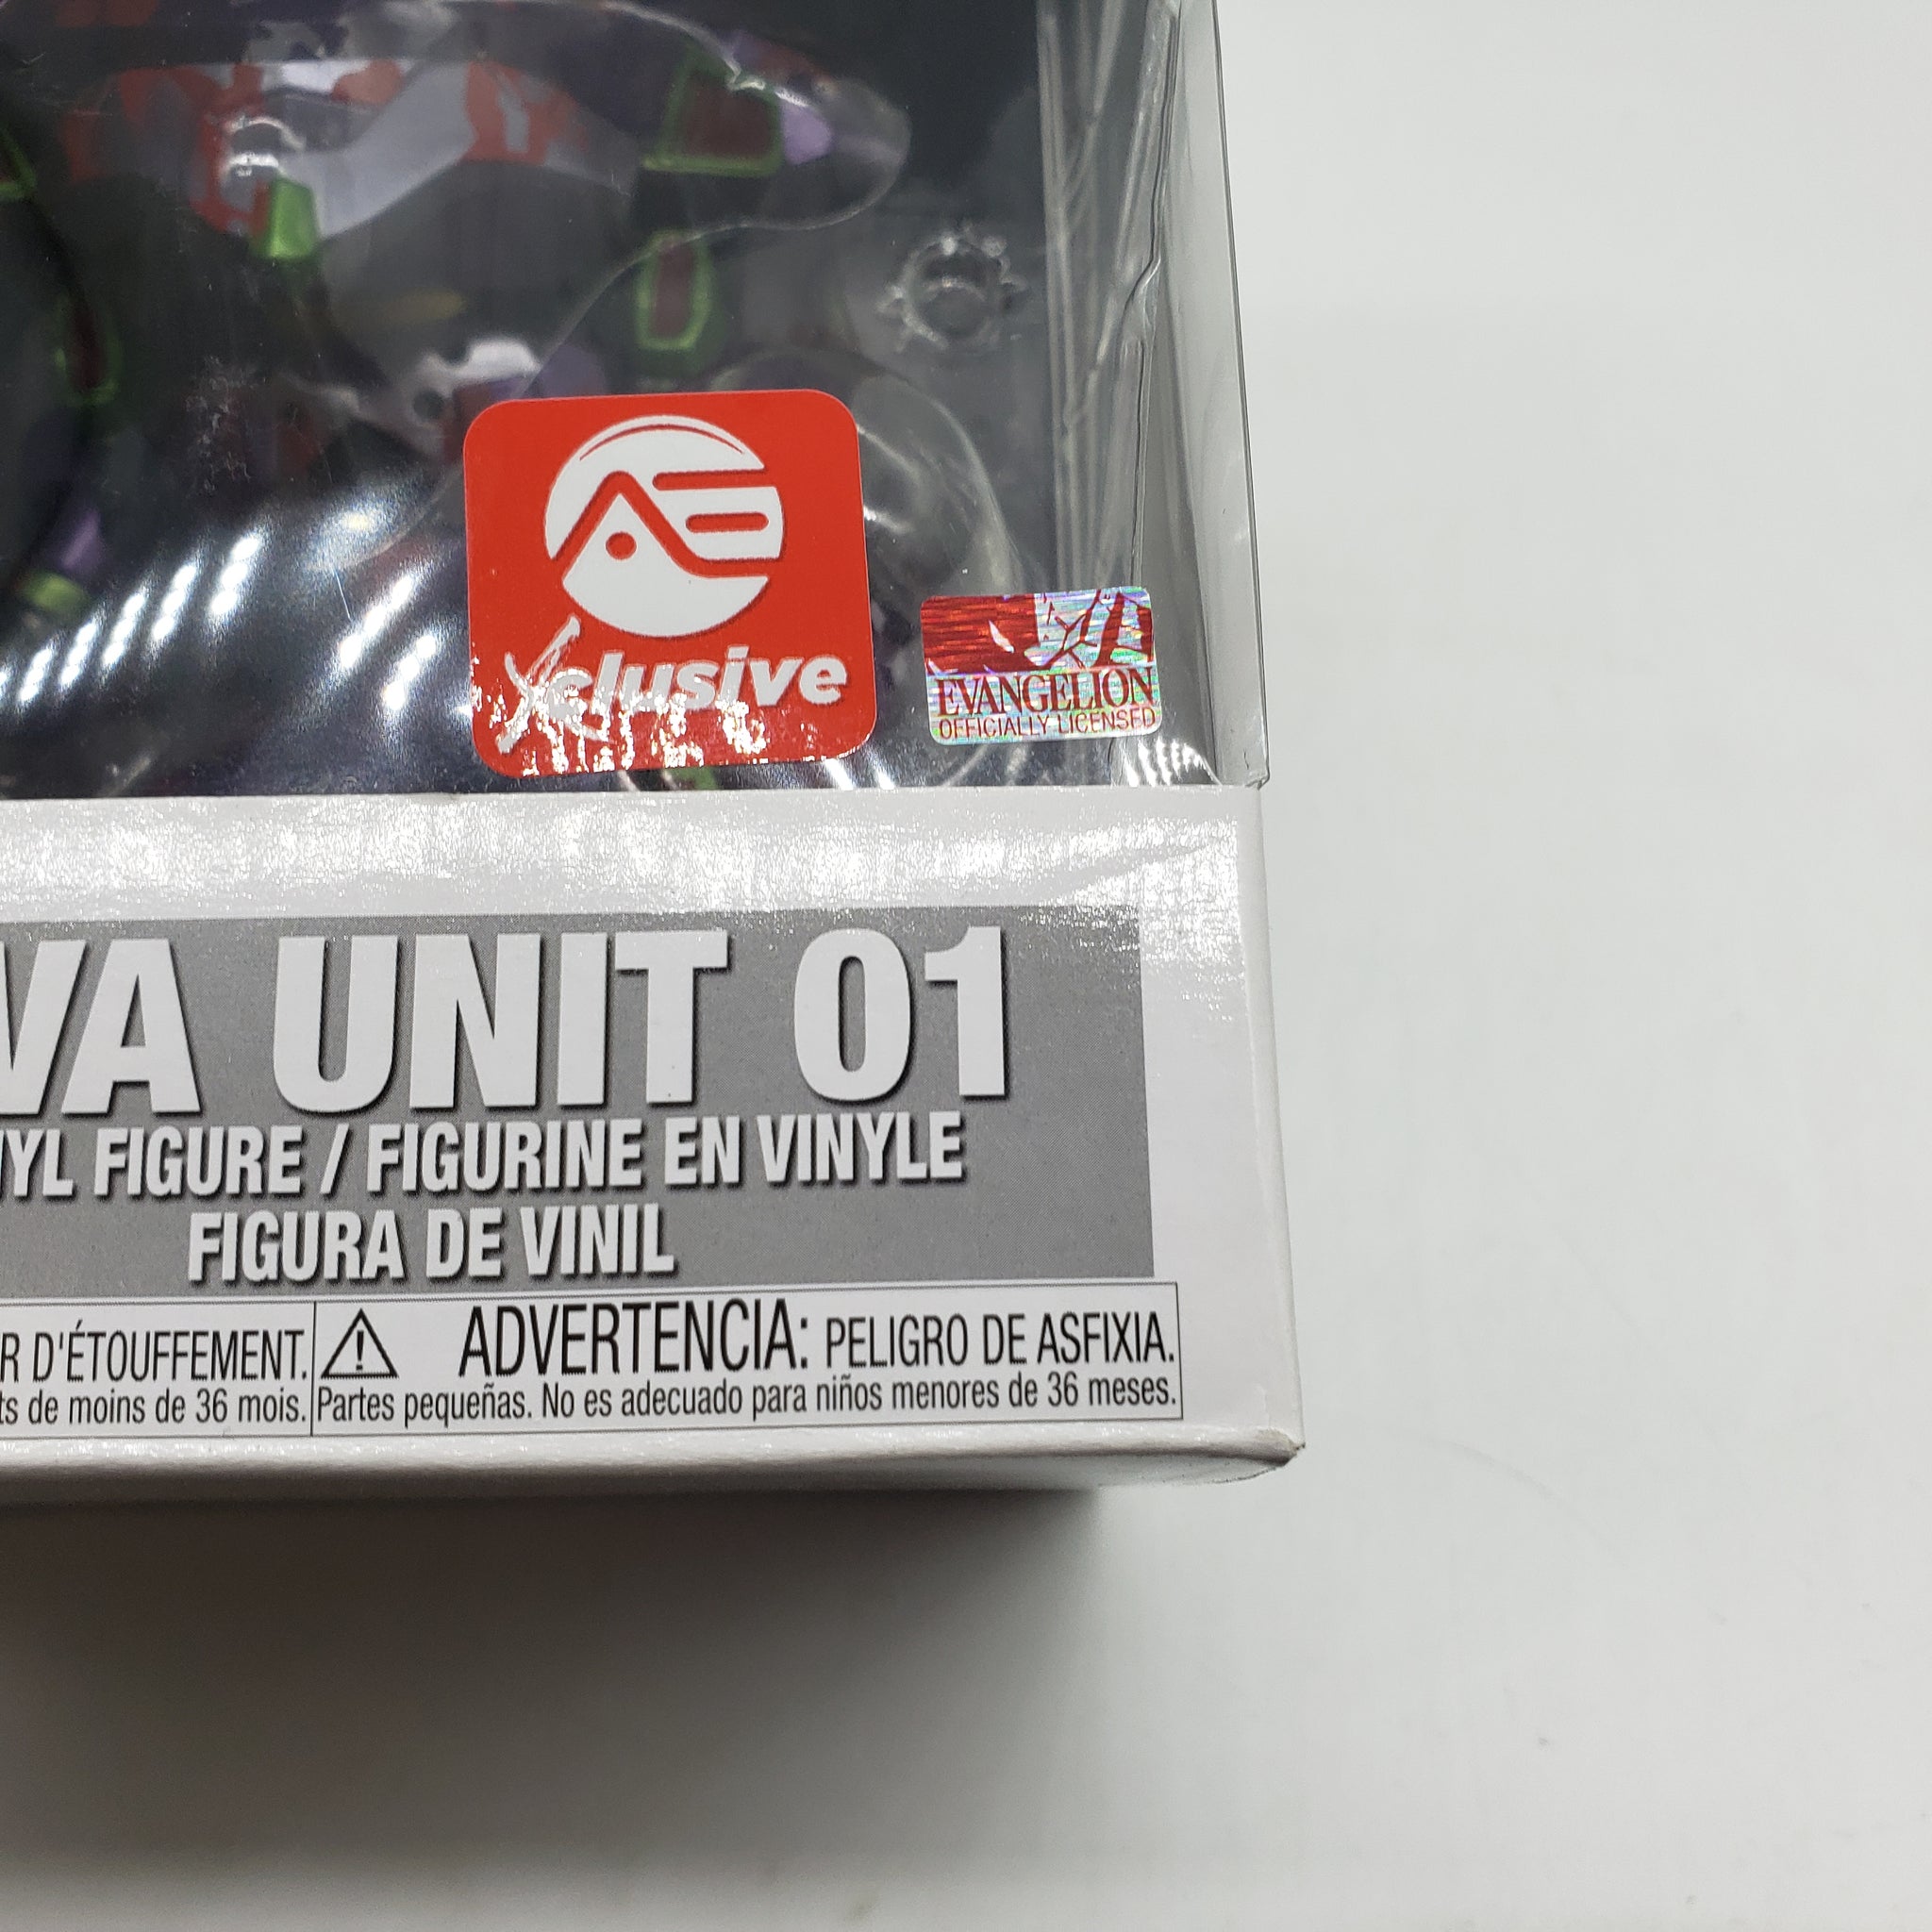 AE
Xclusive
EVANGELION
OFFICIALLY LICENSED
VA UNIT 01
NYL FIGURE / FIGURINE EN VINYLE
FIGURA DE VINIL
R D'ÉTOUFFEMENT.
ts de moins de 36 mois.
ADVERTENCIA: PELIGRO DE ASFIXIA.
Partes pequeñas. No es adecuado para niños menores de 36 meses.